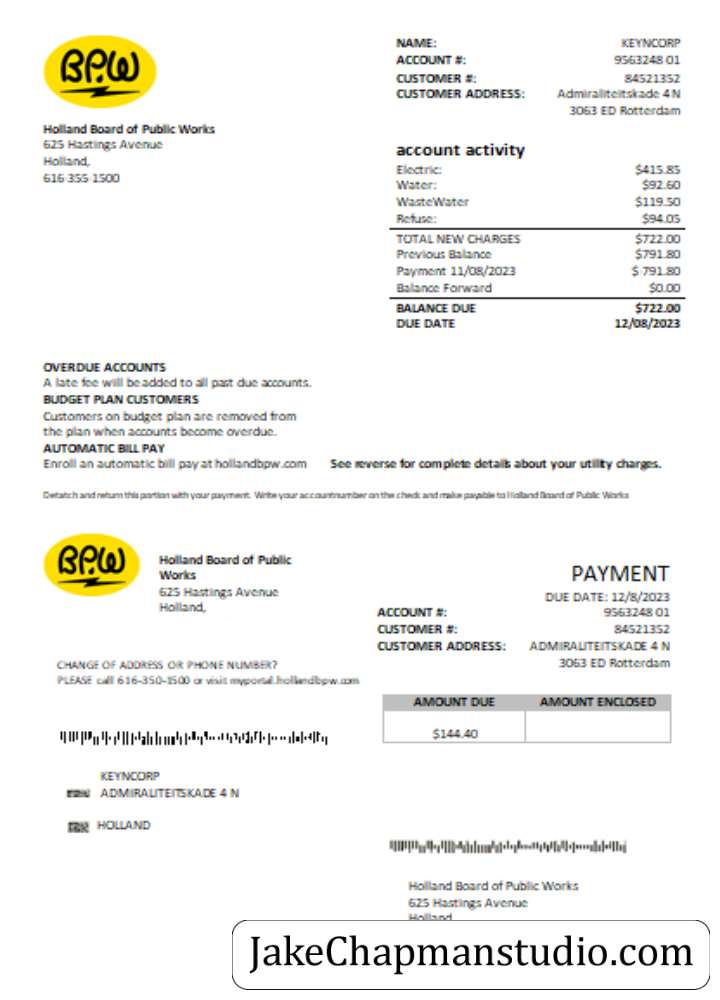 BPW
NAME: KEYNCORP
ACCOUNT #: 9563248 01
CUSTOMER #: 84521352
CUSTOMER ADDRESS: Admiraliteitskade 4 N
3063 ED Rotterdam
Holland Board of Public Works
625 Hastings Avenue
Holland,
616 355 1500
account activity
Electric: $415.85
Water: $92.60
WasteWater $119.50
Refuse: $94.05
TOTAL NEW CHARGES $722.00
Previous Balance $791.80
Payment 11/08/2023 $ 791.80
Balance Forward $0.00
BALANCE DUE $722.00
DUE DATE 12/08/2023
OVERDUE ACCOUNTS
A late fee will be added to all past due accounts.
BUDGET PLAN CUSTOMERS
Customers on budget plan are removed from
the plan when accounts become overdue.
AUTOMATIC BILL PAY
Enroll an automatic bill pay at hollandbpw.com See reverse for complete details about your utility charges.
Detatch and return this portion with your payment. Write your accountnumber on the check and make payable to Holland Board of Public Works
BPW
Holland Board of Public
Works
625 Hastings Avenue
Holland,
PAYMENT
DUE DATE: 12/8/2023
ACCOUNT #: 9563248 01
CUSTOMER #: 84521352
CUSTOMER ADDRESS: ADMIRALITEITSKADE 4 N
3063 ED Rotterdam
CHANGE OF ADDRESS OR PHONE NUMBER?
PLEASE call 616-350-1500 or visit myportal.hollandbpw.com
AMOUNT DUE AMOUNT ENCLOSED
$144.40
KEYNCORP
ADMIRALITEITSKADE 4 N
HOLLAND
Holland Board of Public Works
625 Hastings Avenue
Holland
JakeChapmanstudio.com